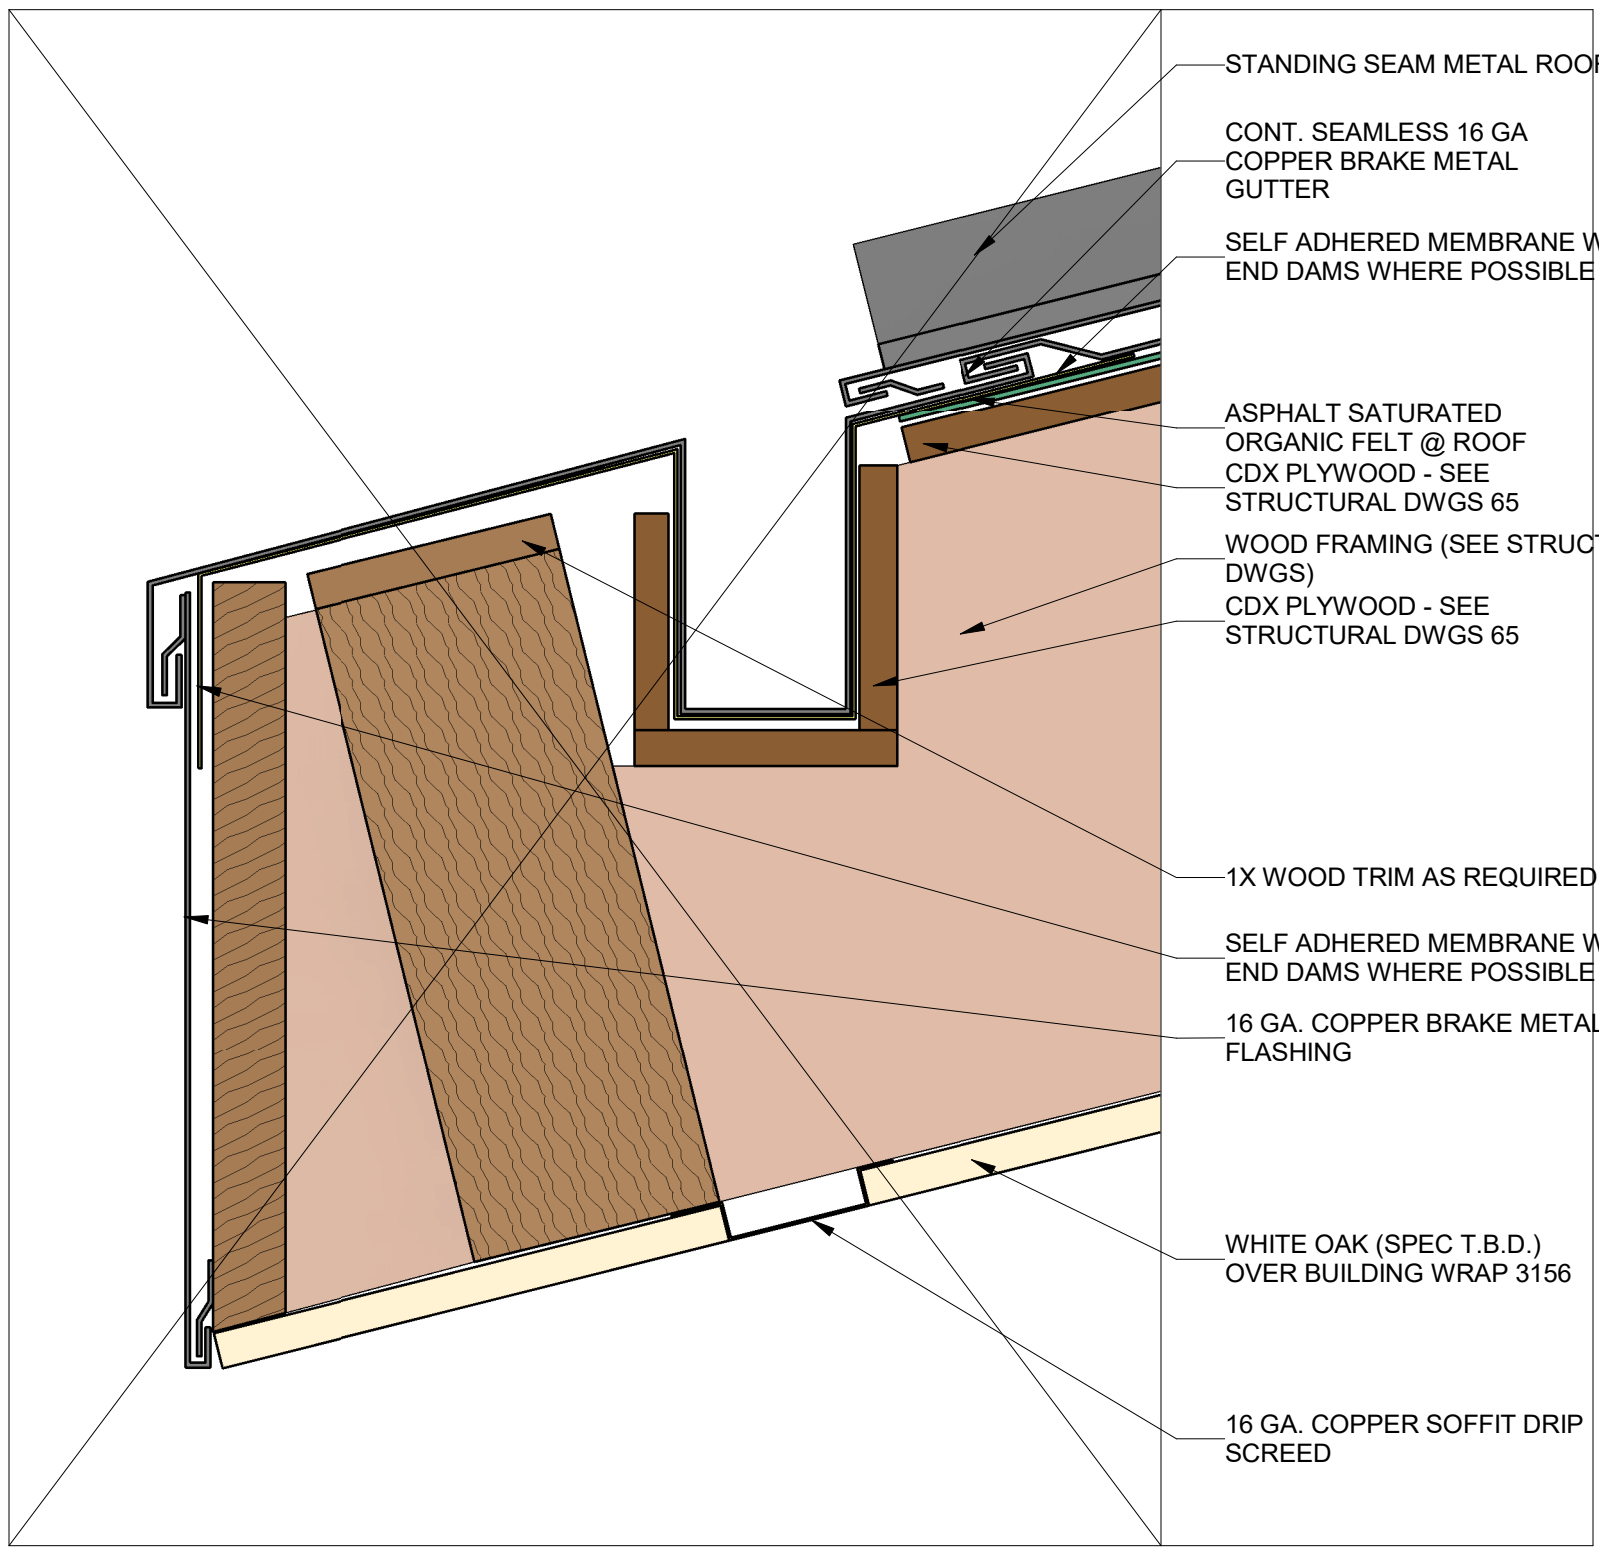 STANDING SEAM METAL ROOF
CONT. SEAMLESS 16 GA
COPPER BRAKE METAL
GUTTER
SELF ADHERED MEMBRANE W
END DAMS WHERE POSSIBLE
ASPHALT SATURATED
ORGANIC FELT @ ROOF
CDX PLYWOOD - SEE
STRUCTURAL DWGS 65
WOOD FRAMING (SEE STRUCT
DWGS)
CDX PLYWOOD - SEE
STRUCTURAL DWGS 65
1X WOOD TRIM AS REQUIRED
SELF ADHERED MEMBRANE W
END DAMS WHERE POSSIBLE
16 GA. COPPER BRAKE METAL
FLASHING
WHITE OAK (SPEC T.B.D.)
OVER BUILDING WRAP 3156
16 GA. COPPER SOFFIT DRIP
SCREED